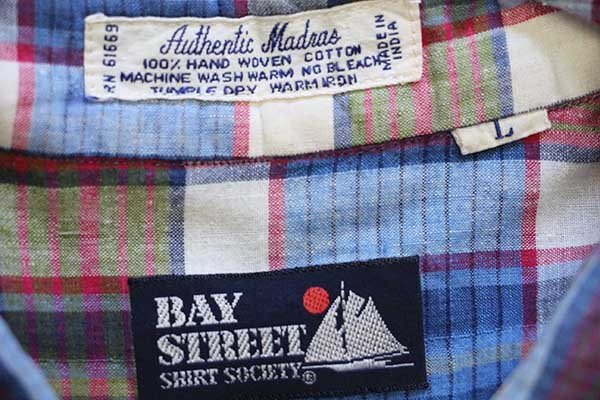 RN 61669
Authentic Madras
100% HAND WOVEN COTTON
MACHINE WASH WARM NO BLEACH
TUMBLE DRY WARM IRON
MADE IN
INDIA
L
BAY
STREET
SHIRT SOCIETY®